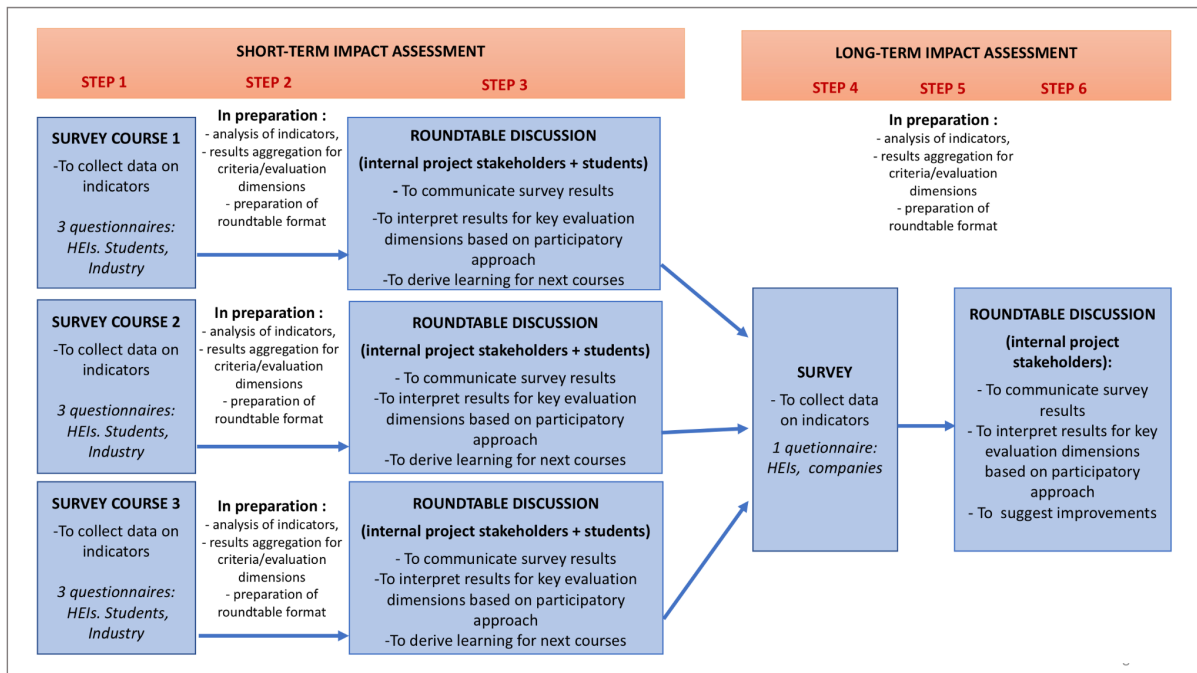 SHORT-TERM IMPACT ASSESSMENT
STEP 1
STEP 2
STEP 3
LONG-TERM IMPACT ASSESSMENT
STEP 4
STEP 5
STEP 6
SURVEY COURSE 1
-To collect data on
indicators
3 questionnaires:
HEIs. Students,
Industry
In preparation :
- analysis of indicators,
- results aggregation for
criteria/evaluation
dimensions
- preparation of
roundtable format
ROUNDTABLE DISCUSSION
(internal project stakeholders + students)
- To communicate survey results
-To interpret results for key evaluation
dimensions based on participatory
approach
-To derive learning for next courses
SURVEY COURSE 2
-To collect data on
indicators
3 questionnaires:
HEIs. Students,
Industry
In preparation :
- analysis of indicators,
- results aggregation for
criteria/evaluation
dimensions
- preparation of
roundtable format
ROUNDTABLE DISCUSSION
(internal project stakeholders + students)
- To communicate survey results
-To interpret results for key evaluation
dimensions based on participatory
approach
-To derive learning for next courses
SURVEY COURSE 3
-To collect data on
indicators
3 questionnaires:
HEIs. Students,
Industry
In preparation :
- analysis of indicators,
- results aggregation for
criteria/evaluation
dimensions
- preparation of
roundtable format
ROUNDTABLE DISCUSSION
(internal project stakeholders + students)
- To communicate survey results
-To interpret results for key evaluation
dimensions based on participatory
approach
-To derive learning for next courses
SURVEY
- To collect data
on indicators
1 quetionnaire:
HEIs, companies
In preparation :
- analysis of indicators,
- results aggregation for
criteria/evaluation
dimensions
- preparation of
roundtable format
ROUNDTABLE DISCUSSION
(internal project
stakeholders):
- To communicate survey
results
- To interpret results for key
evaluation dimensions
based on participatory
approach
- To suggest improvements